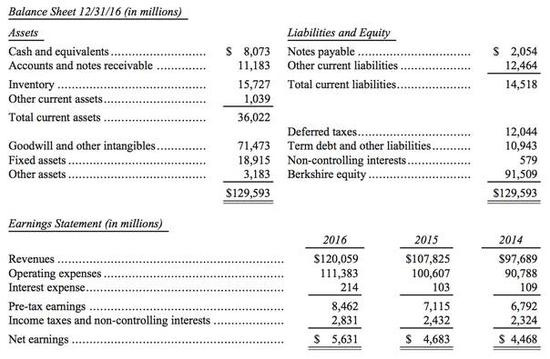 Balance Sheet 12/31/16 (in millions)
Assets Liabilities and Equity
Cash and equivalents $ 8,073 Notes payable $ 2,054
Accounts and notes receivable 11,183 Other current liabilities 12,464
Inventory 15,727 Total current liabilities 14,518
Other current assets 1,039
Total current assets 36,022
Deferred taxes 12,044
Goodwill and other intangibles 71,473 Term debt and other liabilities 10,943
Fixed assets 18,915 Non-controlling interests 579
Other assets 3,183 Berkshire equity 91,509
$129,593 $129,593
Earnings Statement (in millions)
2016 2015 2014
Revenues $120,059 $107,825 $97,689
Operating expenses 111,383 100,607 90,788
Interest expense 214 103 109
Pre-tax earnings 8,462 7,115 6,792
Income taxes and non-controlling interests 2,831 2,432 2,324
Net earnings $ 5,631 $ 4,683 $ 4,468